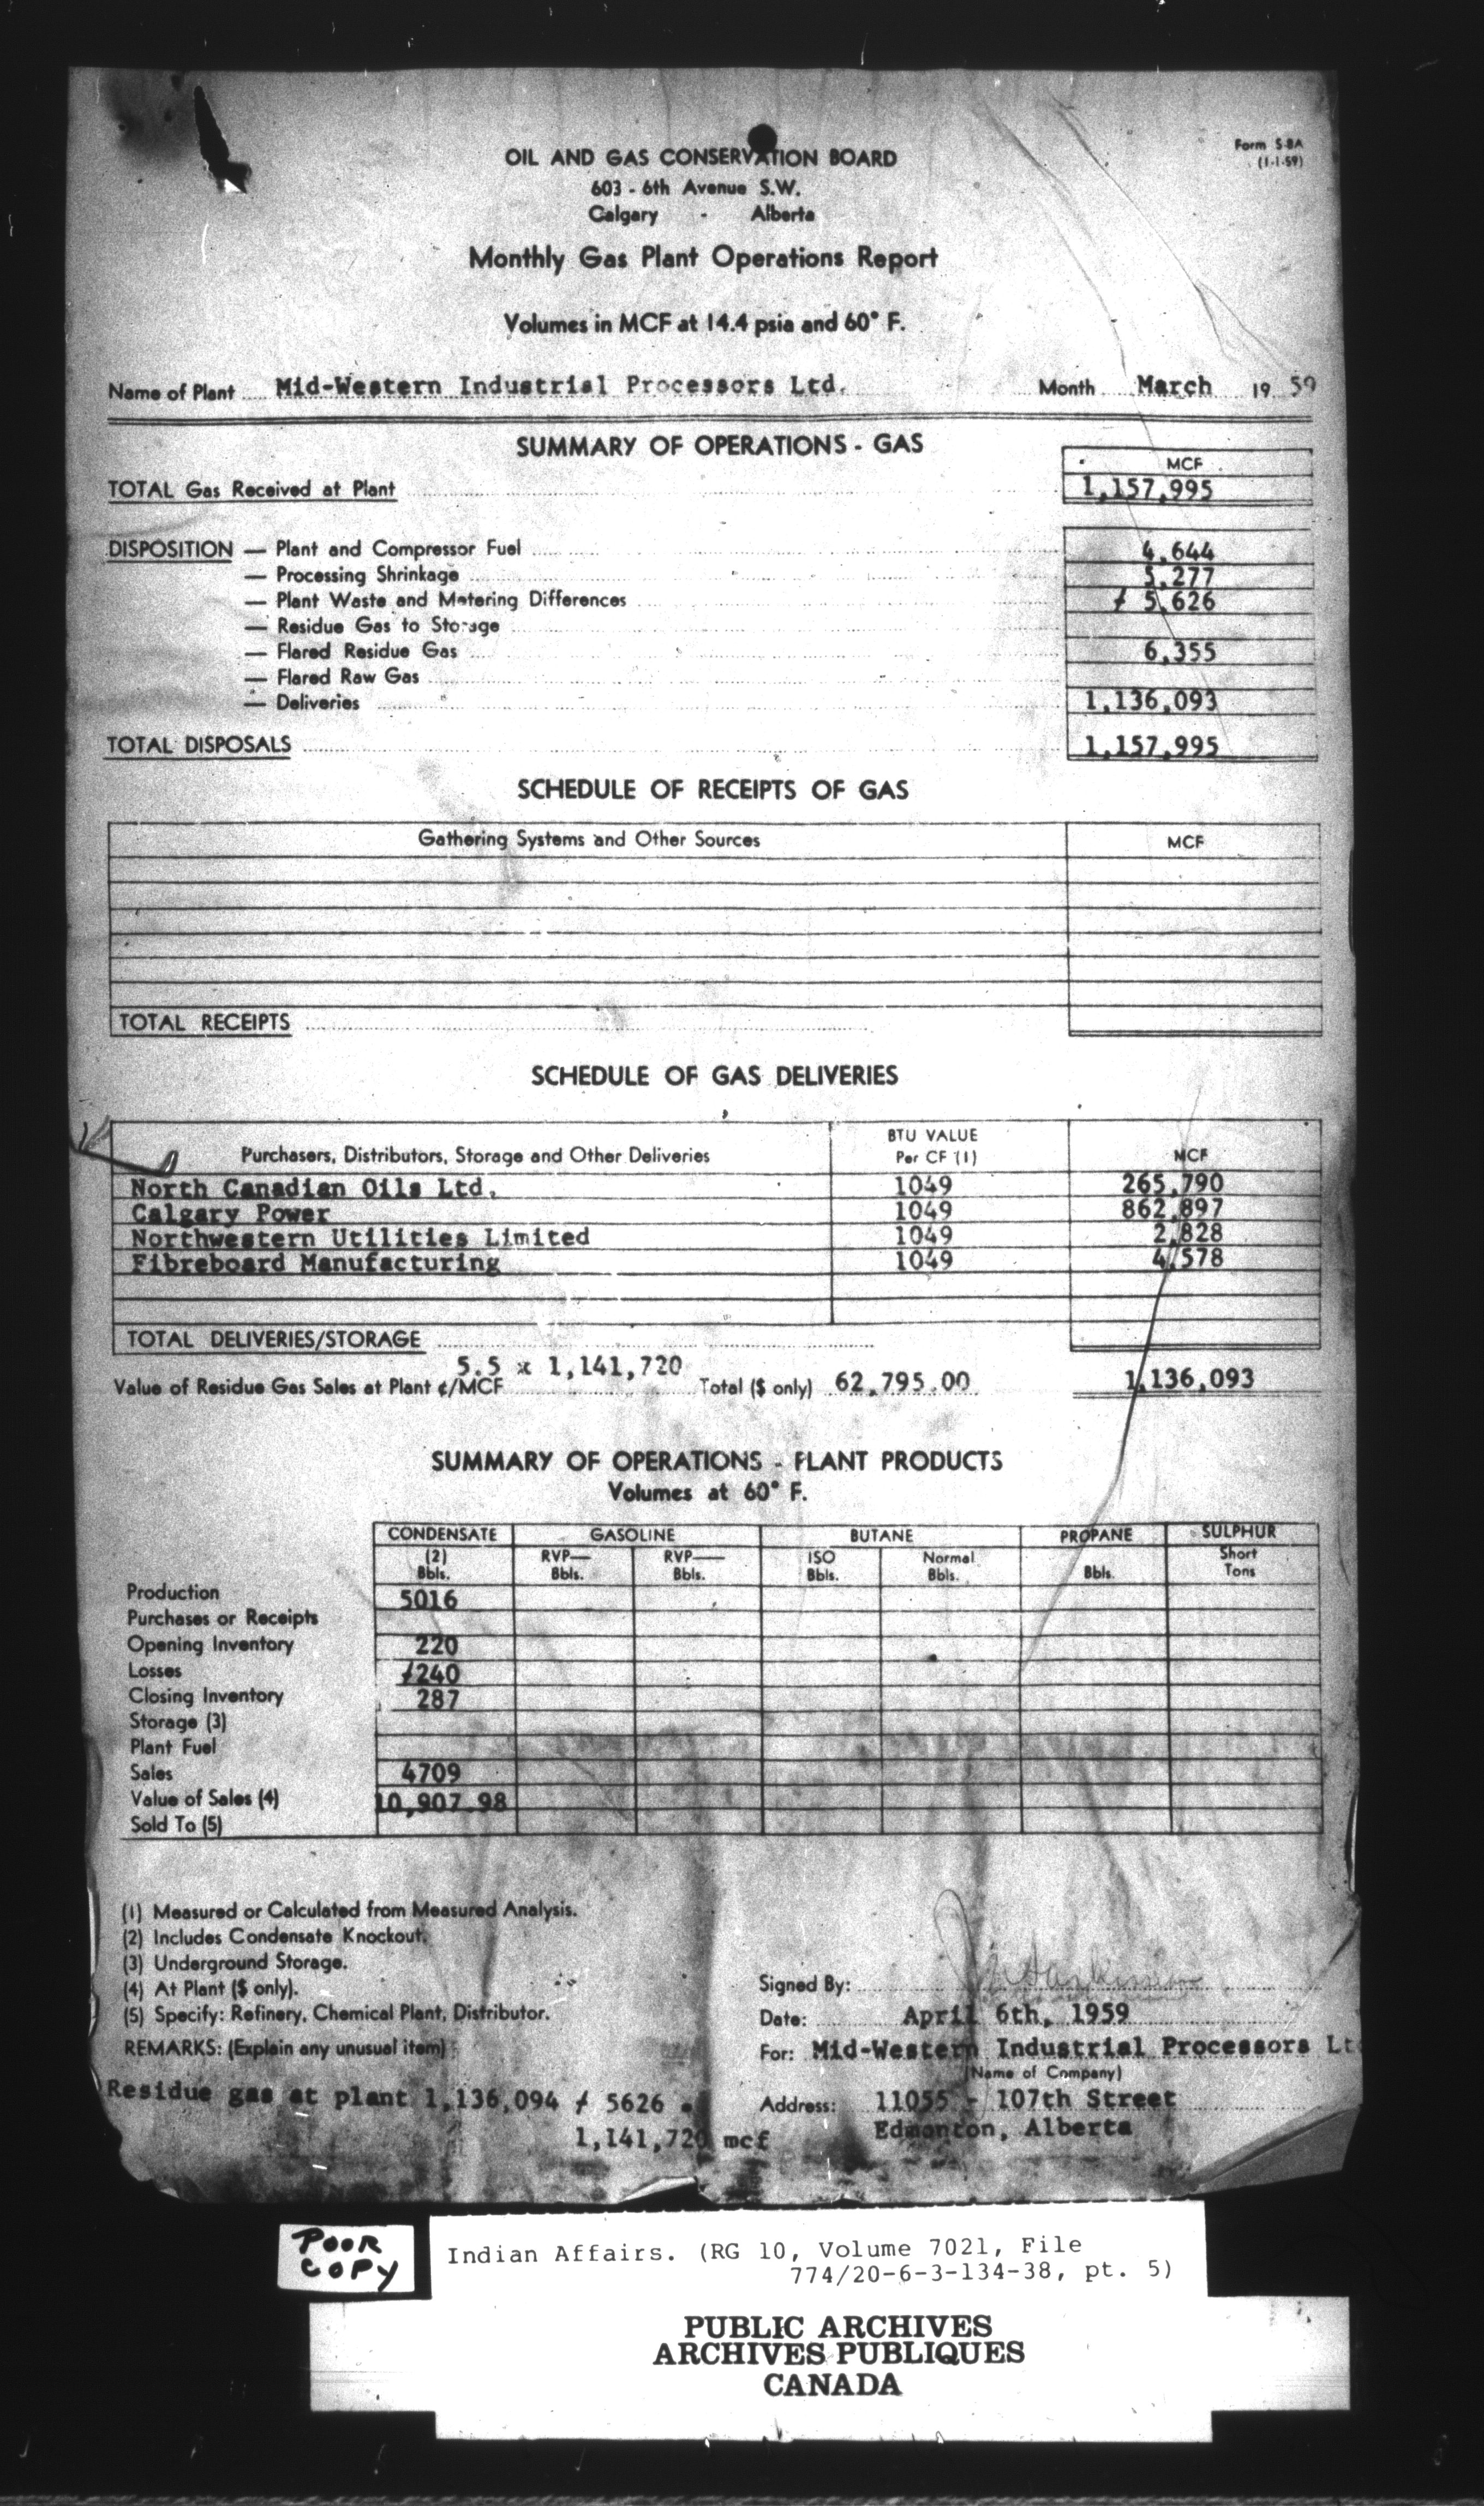 Form S-8A
(1-1-59)
OIL AND GAS CONSERVATION BOARD
603 - 6th Avenue S.W.
Calgary - Alberta
Monthly Gas Plant Operations Report
Volumes in MCF at 14.4 psia and 60° F.
Name of Plant Mid-Western Industrial Processors Ltd. Month March 19 59
SUMMARY OF OPERATIONS - GAS
MCF
TOTAL Gas Received at Plant 1,157,995
DISPOSITION — Plant and Compressor Fuel 4,644
— Processing Shrinkage 5,277
— Plant Waste and Metering Differences / 5,626
— Residue Gas to Storage
— Flared Residue Gas 6,355
— Flared Raw Gas
— Deliveries 1,136,093
TOTAL DISPOSALS 1,157,995
SCHEDULE OF RECEIPTS OF GAS
Gathering Systems and Other Sources MCF
TOTAL RECEIPTS
SCHEDULE OF GAS DELIVERIES
Purchasers, Distributors, Storage and Other Deliveries BTU VALUE Per CF (1) MCF
North Canadian Oils Ltd. 1049 265,790
Calgary Power 1049 862,897
Northwestern Utilities Limited 1049 2,828
Fibreboard Manufacturing 1049 4,578
TOTAL DELIVERIES/STORAGE
Value of Residue Gas Sales at Plant ¢/MCF 5.5 x 1,141,720 Total ($ only) 62,795.00 1,136,093
SUMMARY OF OPERATIONS - PLANT PRODUCTS
Volumes at 60° F.
CONDENSATE GASOLINE BUTANE PROPANE SULPHUR
(2) RVP— RVP— ISO Normal Short
Bbls. Bbls. Bbls. Bbls. Bbls. Bbls. Tons
Production 5016
Purchases or Receipts
Opening Inventory 220
Losses /240
Closing Inventory 287
Storage (3)
Plant Fuel
Sales 4709
Value of Sales (4) 10,907.98
Sold To (5)
(1) Measured or Calculated from Measured Analysis.
(2) Includes Condensate Knockout.
(3) Underground Storage.
(4) At Plant ($ only).
(5) Specify: Refinery, Chemical Plant, Distributor.
REMARKS: (Explain any unusual item)
Residue gas at plant 1,136,094 / 5626
1,141,720 mcf
Signed By:
Date: April 6th, 1959
For: Mid-Western Industrial Processors Lt
(Name of Company)
Address: 11055 - 107th Street
Edmonton, Alberta
POOR
COPY
Indian Affairs. (RG 10, Volume 7021, File
774/20-6-3-134-38, pt. 5)
PUBLIC ARCHIVES
ARCHIVES PUBLIQUES
CANADA